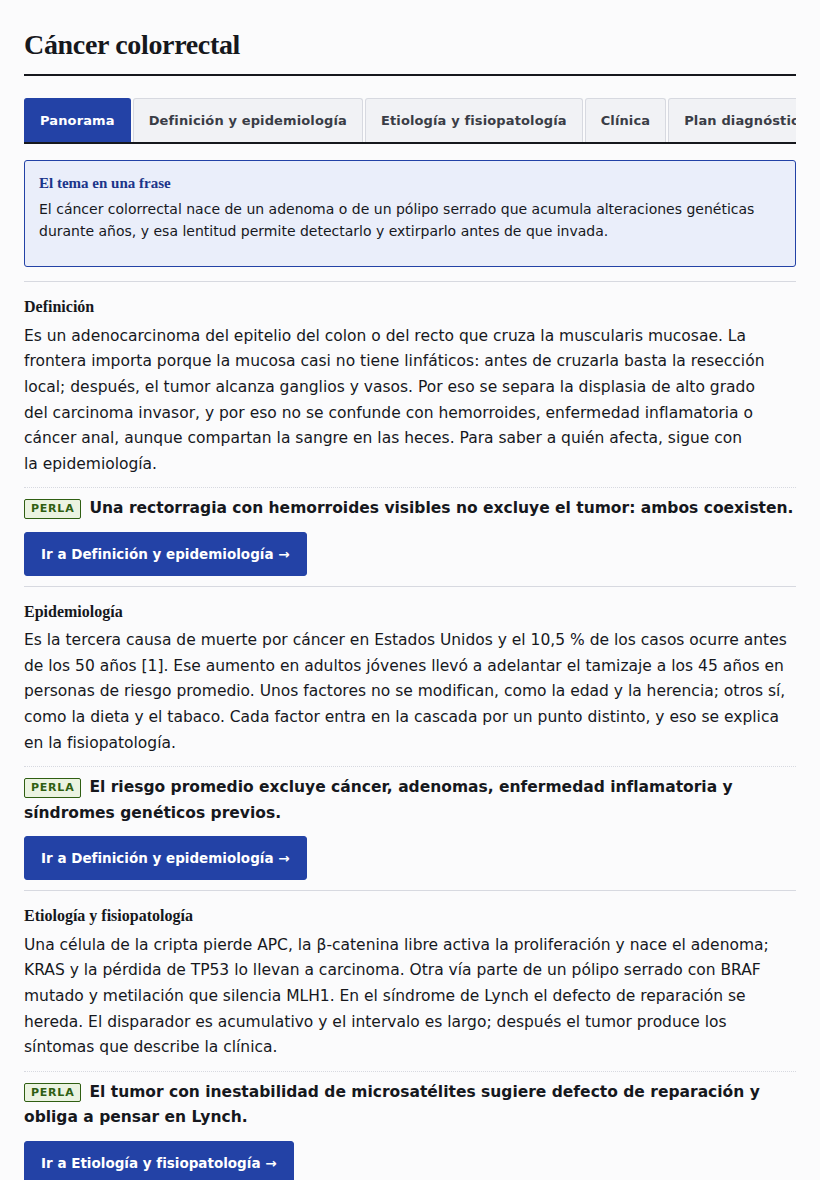 Cáncer colorrectal
Panorama
Definición y epidemiología
Etiología y fisiopatología
Clínica
Plan diagnóstic
El tema en una frase
El cáncer colorrectal nace de un adenoma o de un pólipo serrado que acumula alteraciones genéticas
durante años, y esa lentitud permite detectarlo y extirparlo antes de que invada.
Definición
Es un adenocarcinoma del epitelio del colon o del recto que cruza la muscularis mucosae. La
frontera importa porque la mucosa casi no tiene linfáticos: antes de cruzarla basta la resección
local; después, el tumor alcanza ganglios y vasos. Por eso se separa la displasia de alto grado
del carcinoma invasor, y por eso no se confunde con hemorroides, enfermedad inflamatoria o
cáncer anal, aunque compartan la sangre en las heces. Para saber a quién afecta, sigue con
la epidemiología.
PERLA Una rectorragia con hemorroides visibles no excluye el tumor: ambos coexisten.
Ir a Definición y epidemiología →
Epidemiología
Es la tercera causa de muerte por cáncer en Estados Unidos y el 10,5 % de los casos ocurre antes
de los 50 años [1]. Ese aumento en adultos jóvenes llevó a adelantar el tamizaje a los 45 años en
personas de riesgo promedio. Unos factores no se modifican, como la edad y la herencia; otros sí,
como la dieta y el tabaco. Cada factor entra en la cascada por un punto distinto, y eso se explica
en la fisiopatología.
PERLA El riesgo promedio excluye cáncer, adenomas, enfermedad inflamatoria y
síndromes genéticos previos.
Ir a Definición y epidemiología →
Etiología y fisiopatología
Una célula de la cripta pierde APC, la β-catenina libre activa la proliferación y nace el adenoma;
KRAS y la pérdida de TP53 lo llevan a carcinoma. Otra vía parte de un pólipo serrado con BRAF
mutado y metilación que silencia MLH1. En el síndrome de Lynch el defecto de reparación se
hereda. El disparador es acumulativo y el intervalo es largo; después el tumor produce los
síntomas que describe la clínica.
PERLA El tumor con inestabilidad de microsatélites sugiere defecto de reparación y
obliga a pensar en Lynch.
Ir a Etiología y fisiopatología →